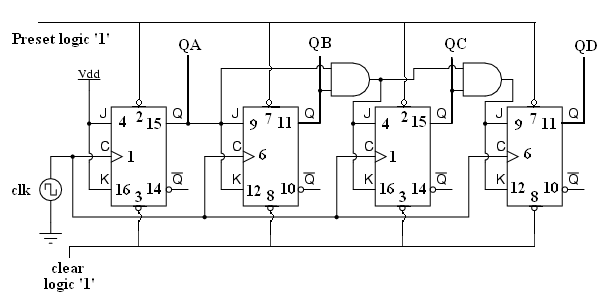 Preset logic '1'
QA QB QC QD
Vdd
J 4 2 15 Q J 9 7 11 Q J 4 2 15 Q J 9 7 11 Q
C 1 C 6 C 1 C 6
K 16 3 14 Q̅ K 12 8 10 Q̅ K 16 3 14 Q̅ K 12 8 10 Q̅
clk
clear
logic '1'